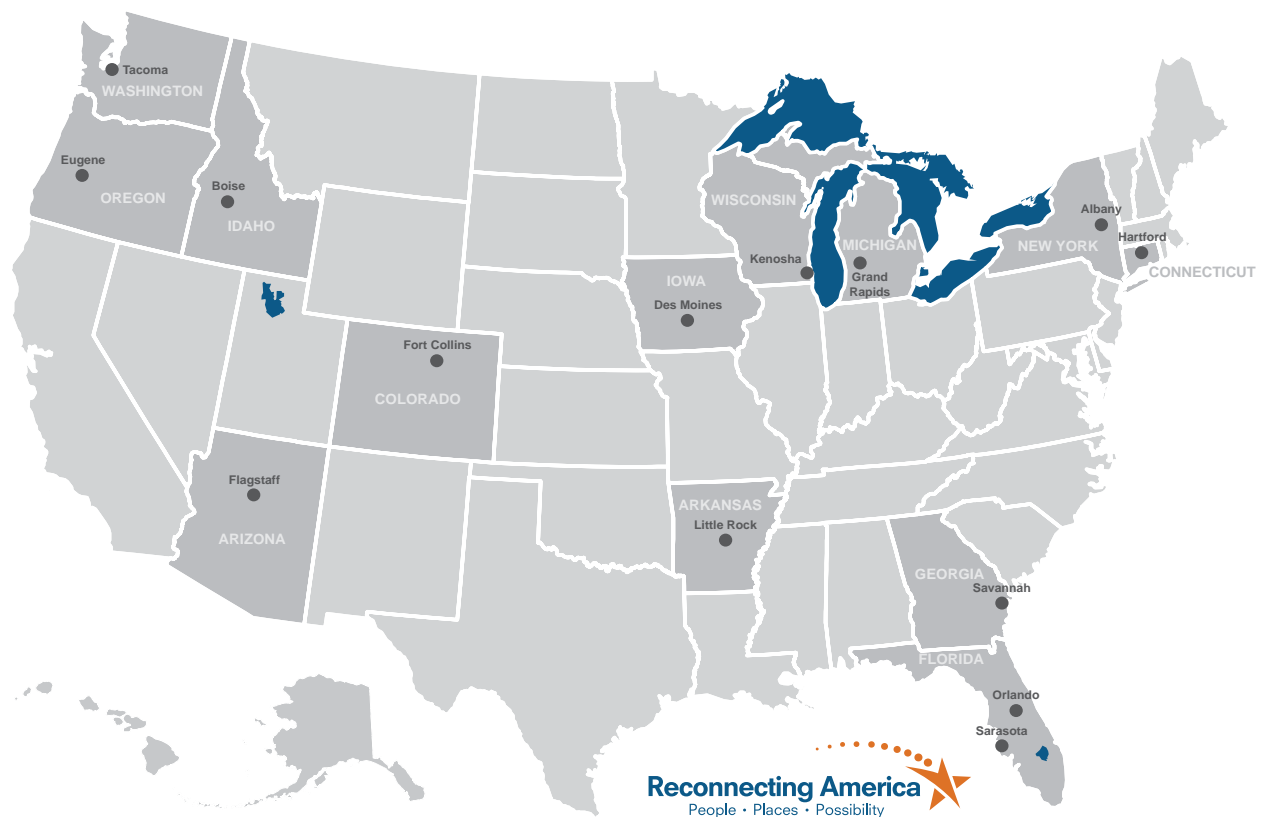 Tacoma
WASHINGTON
Eugene
OREGON
Boise
IDAHO
WISCONSIN
Kenosha
MICHIGAN
Grand
Rapids
Albany
NEW YORK
Hartford
CONNECTICUT
IOWA
Des Moines
Fort Collins
COLORADO
Flagstaff
ARIZONA
ARKANSAS
Little Rock
GEORGIA
Savannah
FLORIDA
Orlando
Sarasota
Reconnecting America
People • Places • Possibility